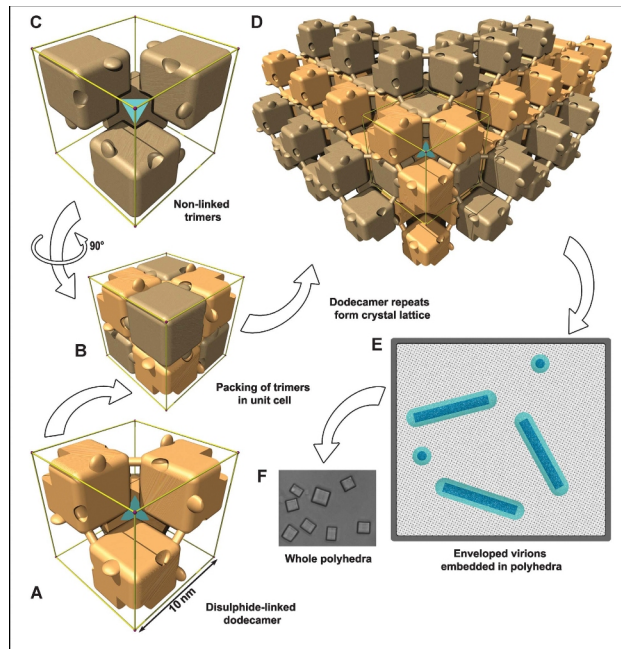 C
D
Non-linked
trimers
90°
Dodecamer repeats
form crystal lattice
B
Packing of trimers
in unit cell
E
F
Whole polyhedra
Enveloped virions
embedded in polyhedra
A
10 nm
Disulphide-linked
dodecamer